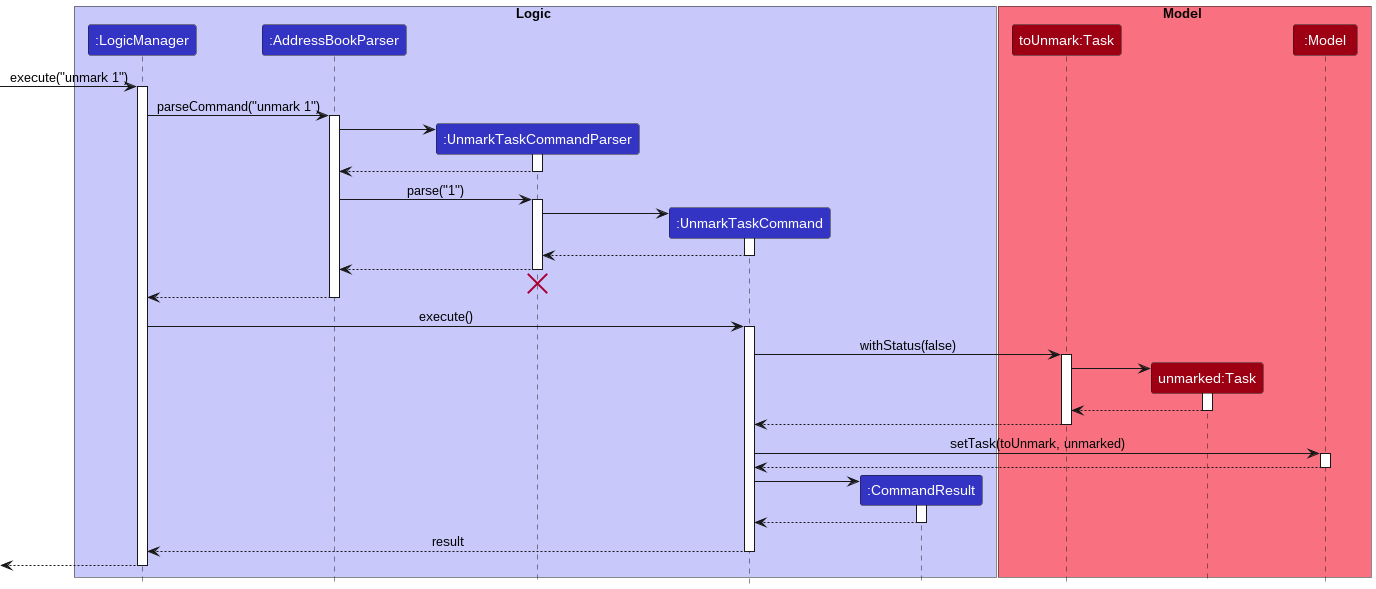 Logic
Model
:LogicManager
:AddressBookParser
toUnmark:Task
:Model
execute("unmark 1")
parseCommand("unmark 1")
:UnmarkTaskCommandParser
parse("1")
:UnmarkTaskCommand
execute()
withStatus(false)
unmarked:Task
setTask(toUnmark, unmarked)
:CommandResult
result